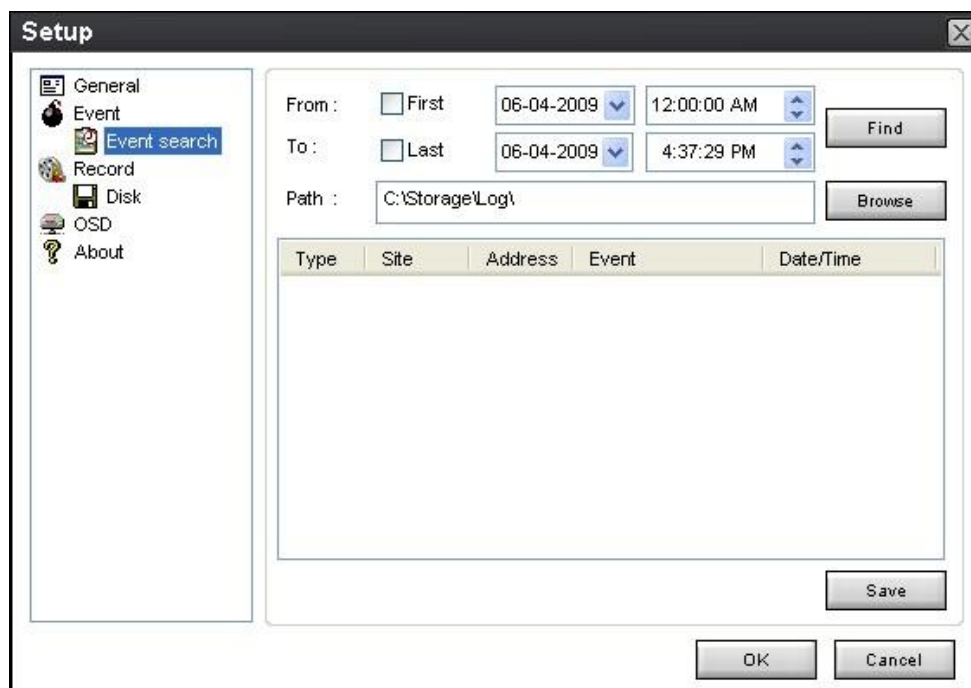 Setup
General
Event
Event search
Record
Disk
OSD
About
From : First 06-04-2009 12:00:00 AM
Find
To : Last 06-04-2009 4:37:29 PM
Path : C:\Storage\Log\ Browse
Type Site Address Event Date/Time
Save
OK Cancel